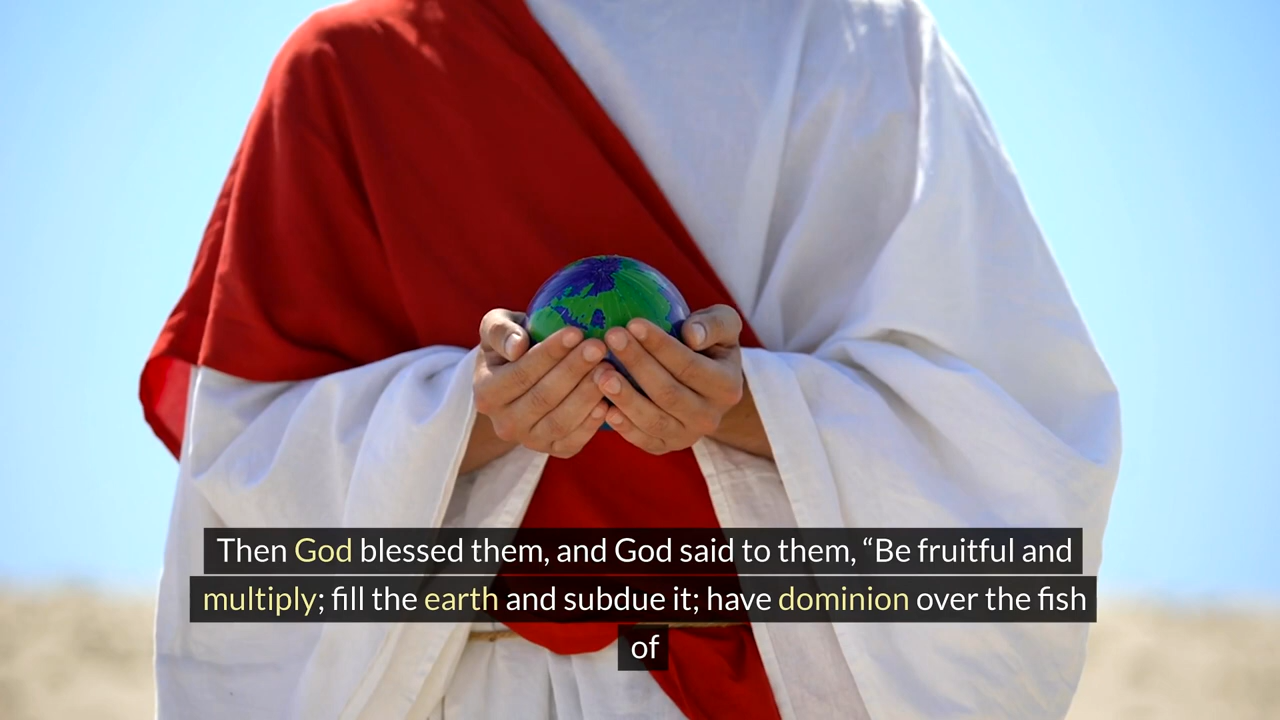 Then God blessed them, and God said to them, “Be fruitful and
multiply; fill the earth and subdue it; have dominion over the fish
of